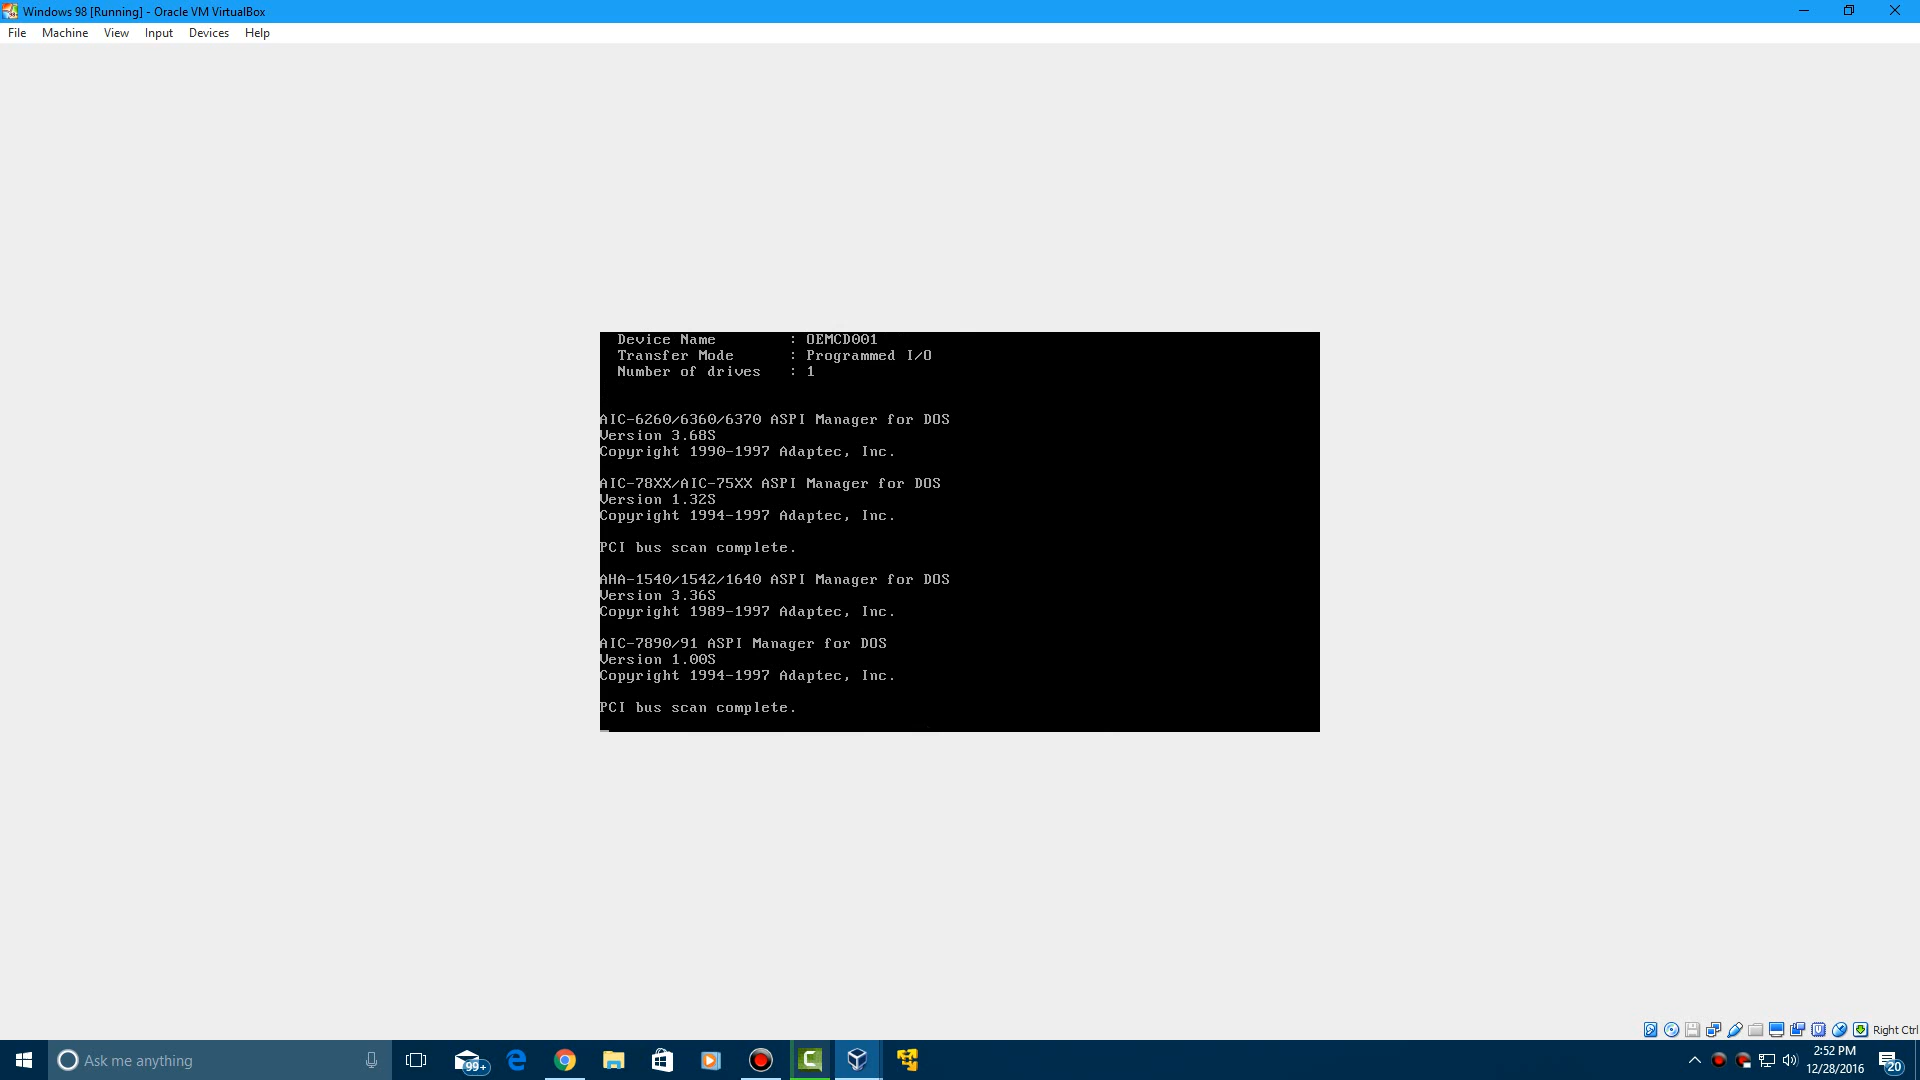 Windows 98 [Running] - Oracle VM VirtualBox
File Machine View Input Devices Help
Device Name : OEMCD001
Transfer Mode : Programmed I/O
Number of drives : 1
AIC-6260/6360/6370 ASPI Manager for DOS
Version 3.68S
Copyright 1990-1997 Adaptec, Inc.
AIC-78XX/AIC-75XX ASPI Manager for DOS
Version 1.32S
Copyright 1994-1997 Adaptec, Inc.
PCI bus scan complete.
AHA-1540/1542/1640 ASPI Manager for DOS
Version 3.36S
Copyright 1989-1997 Adaptec, Inc.
AIC-7890/91 ASPI Manager for DOS
Version 1.00S
Copyright 1994-1997 Adaptec, Inc.
PCI bus scan complete.
Right Ctrl
Ask me anything
99+
2:52 PM
12/28/2016
20